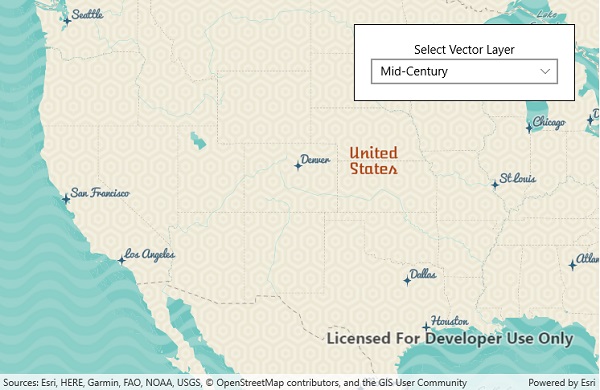 Seattle
Lake
Select Vector Layer
Mid-Century
Chicago
Denver
United
States
St Louis
San Francisco
Los Angeles
Dallas
Houston
Licensed For Developer Use Only
Sources: Esri, HERE, Garmin, FAO, NOAA, USGS, © OpenStreetMap contributors, and the GIS User Community
Powered by Esri